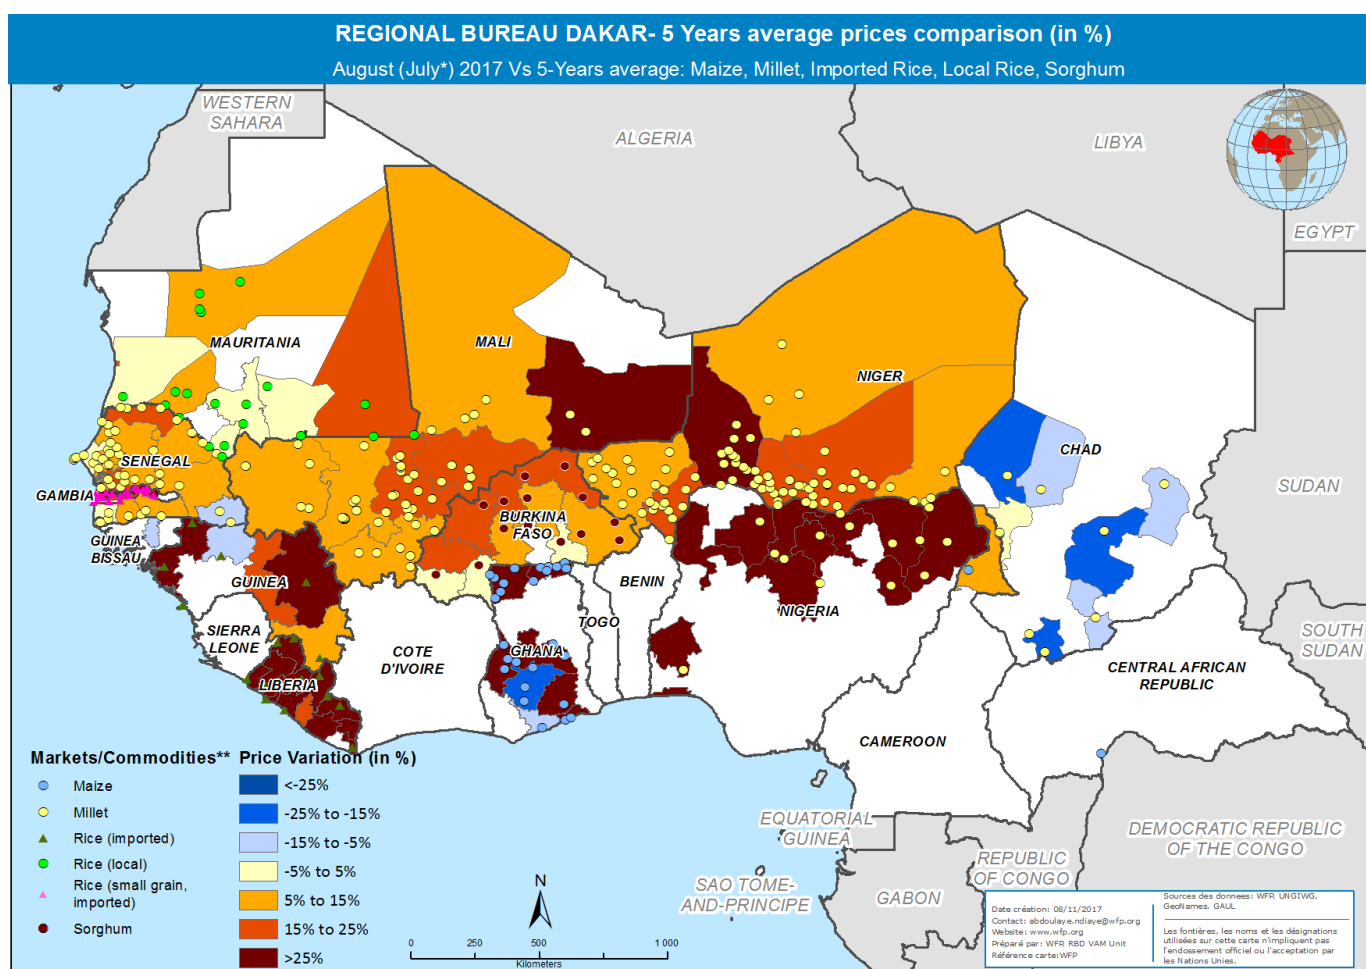 REGIONAL BUREAU DAKAR- 5 Years average prices comparison (in %)
August (July*) 2017 Vs 5-Years average: Maize, Millet, Imported Rice, Local Rice, Sorghum
WESTERN
SAHARA
ALGERIA
LIBYA
EGYPT
MAURITANIA
MALI
NIGER
CHAD
SUDAN
SENEGAL
GAMBIA
GUINEA
BISSAU
BURKINA
FASO
GUINEA
BENIN
NIGERIA
SIERRA
LEONE
TOGO
COTE
D'IVOIRE
GHANA
LIBERIA
SOUTH
SUDAN
CENTRAL AFRICAN
REPUBLIC
CAMEROON
EQUATORIAL
GUINEA
SAO TOME-
AND-PRINCIPE
GABON
REPUBLIC
OF CONGO
DEMOCRATIC REPUBLIC
OF THE CONGO
Markets/Commodities**
Maize
Millet
Rice (imported)
Rice (local)
Rice (small grain,
imported)
Sorghum
Price Variation (in %)
<-25%
-25% to -15%
-15% to -5%
-5% to 5%
5% to 15%
15% to 25%
>25%
N
0 250 500 1 000
Kilometers
Date création: 08/11/2017
Contact: abdoulaye.ndiaye@wfp.org
Website: www.wfp.org
Préparé par: WFR RBD VAM Unit
Référence carte:WFP
Sources des donnees: WFP, UNGIWG,
GeoNames, GAUL
Les fontières, les noms et les désignations
utilisées sur cette carte n'impliquent pas
l'endossement officiel ou l'acceptation par
les Nations Unies.